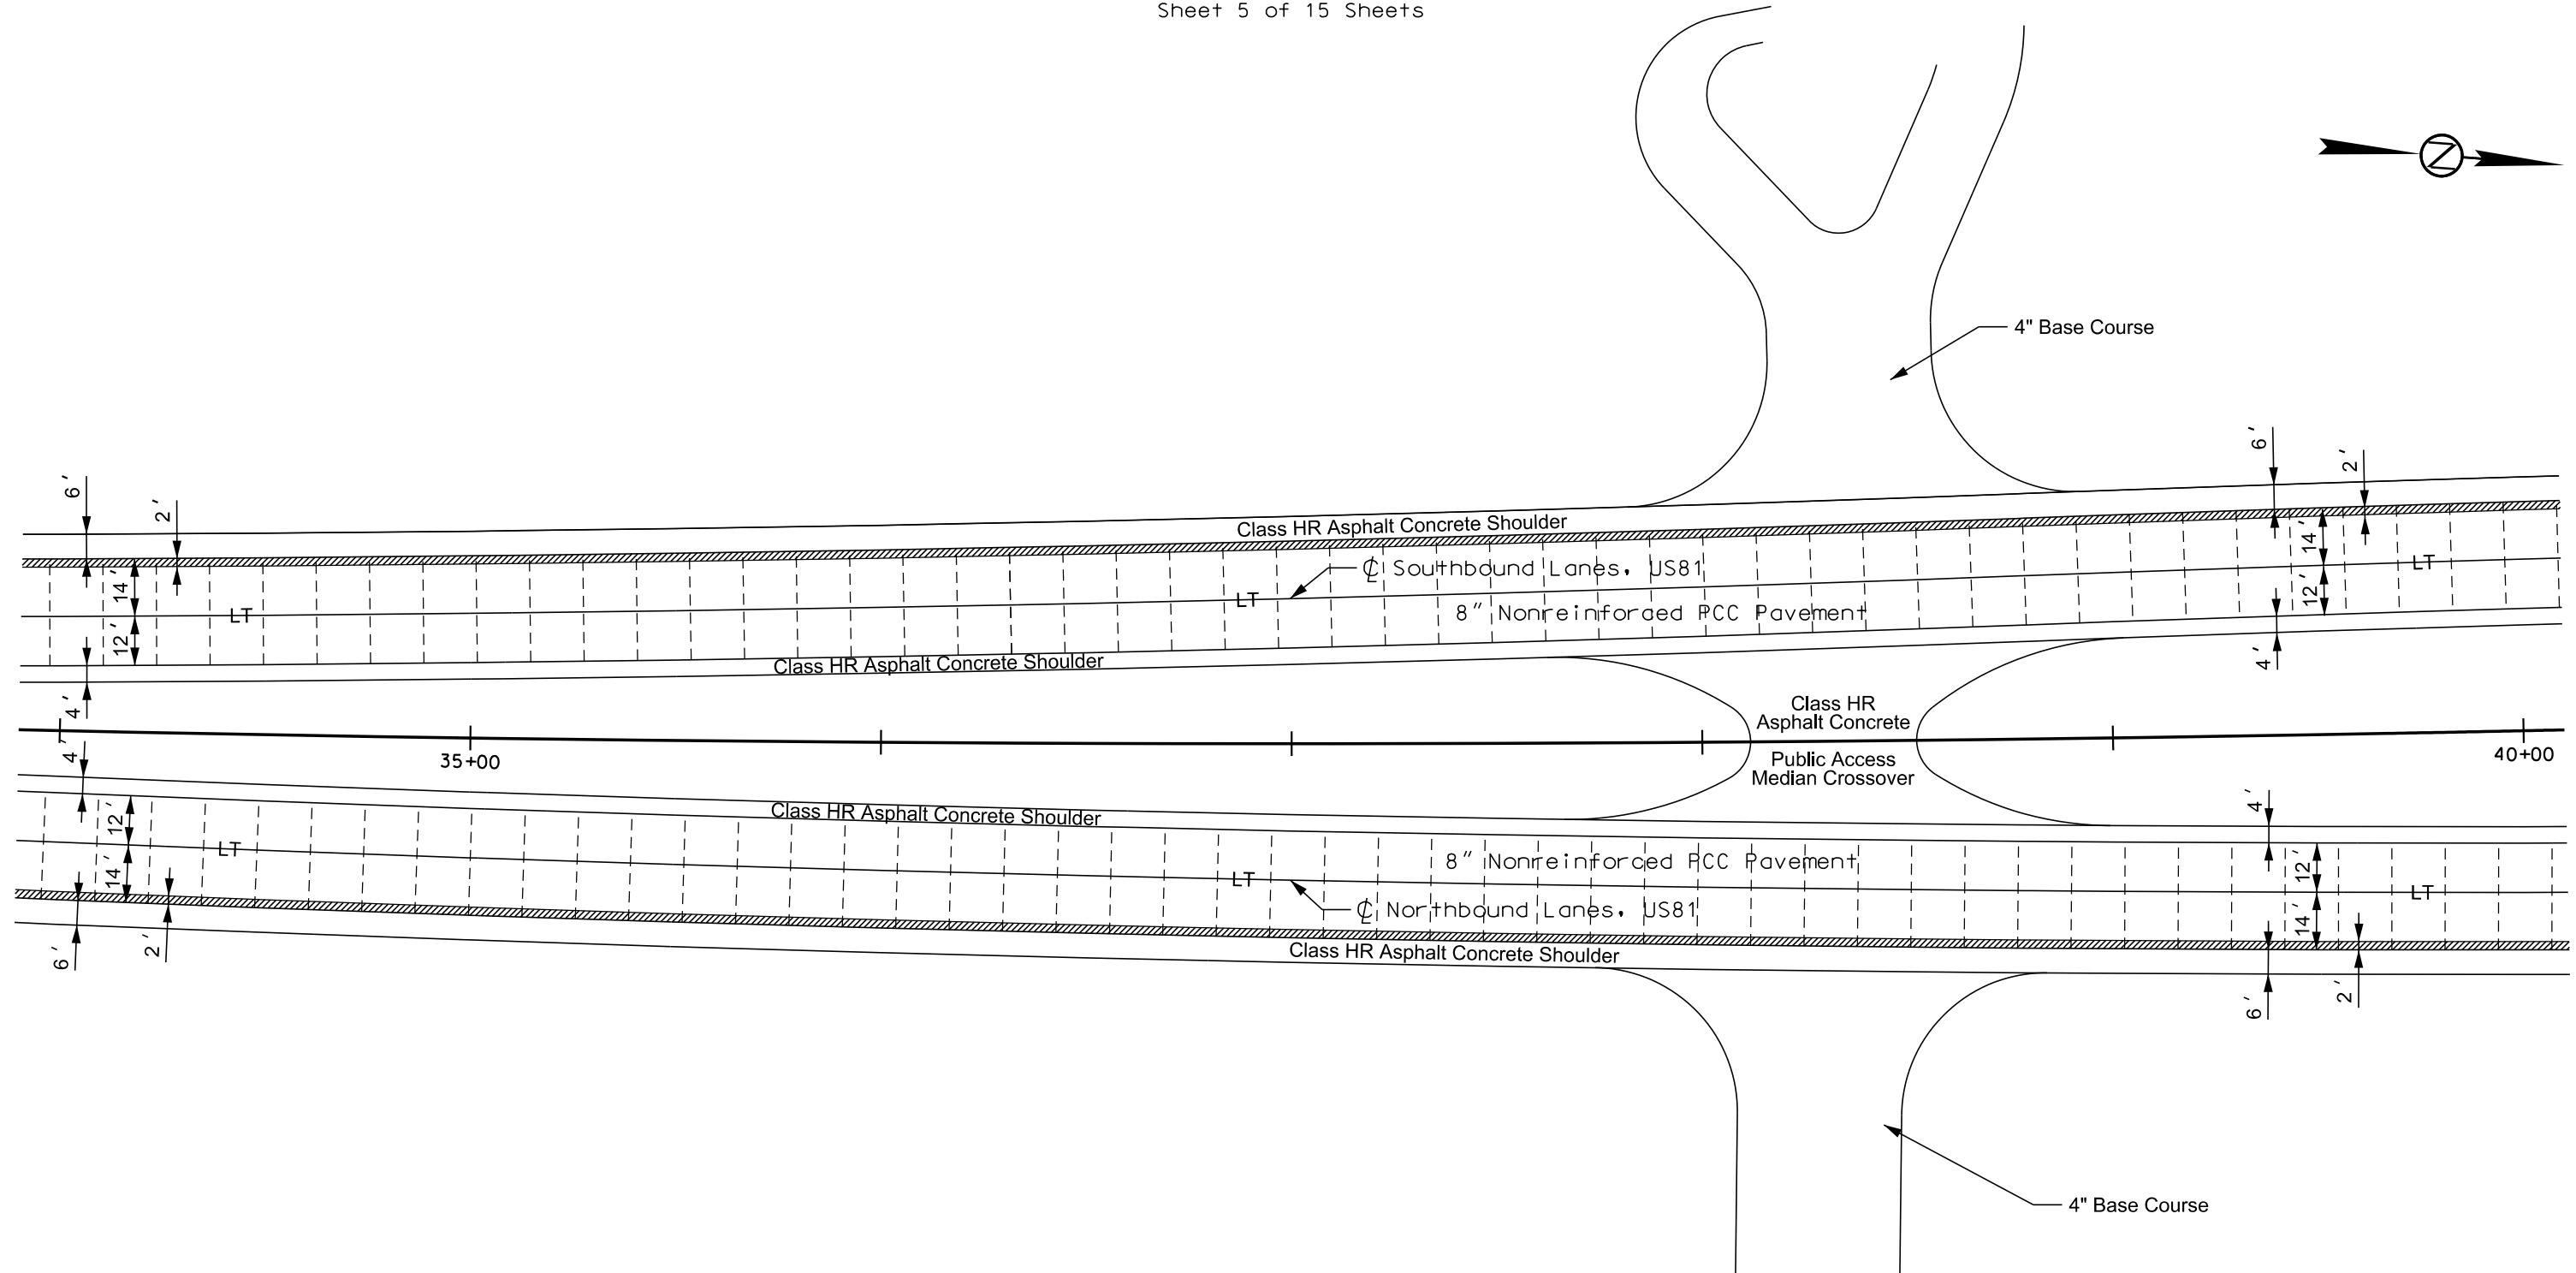 Sheet 5 of 15 Sheets
N
4" Base Course
6'
2'
6'
2'
Class HR Asphalt Concrete Shoulder
14'
LT
12'
℄ Southbound Lanes, US81
LT
8" Nonreinforced PCC Pavement
14'
LT
12'
Class HR Asphalt Concrete Shoulder
4'
4'
Class HR
Asphalt Concrete
35+00
40+00
Public Access
Median Crossover
4'
4'
Class HR Asphalt Concrete Shoulder
12'
LT
14'
8" Nonreinforced PCC Pavement
LT
℄ Northbound Lanes, US81
12'
LT
14'
6'
2'
Class HR Asphalt Concrete Shoulder
6'
2'
4" Base Course